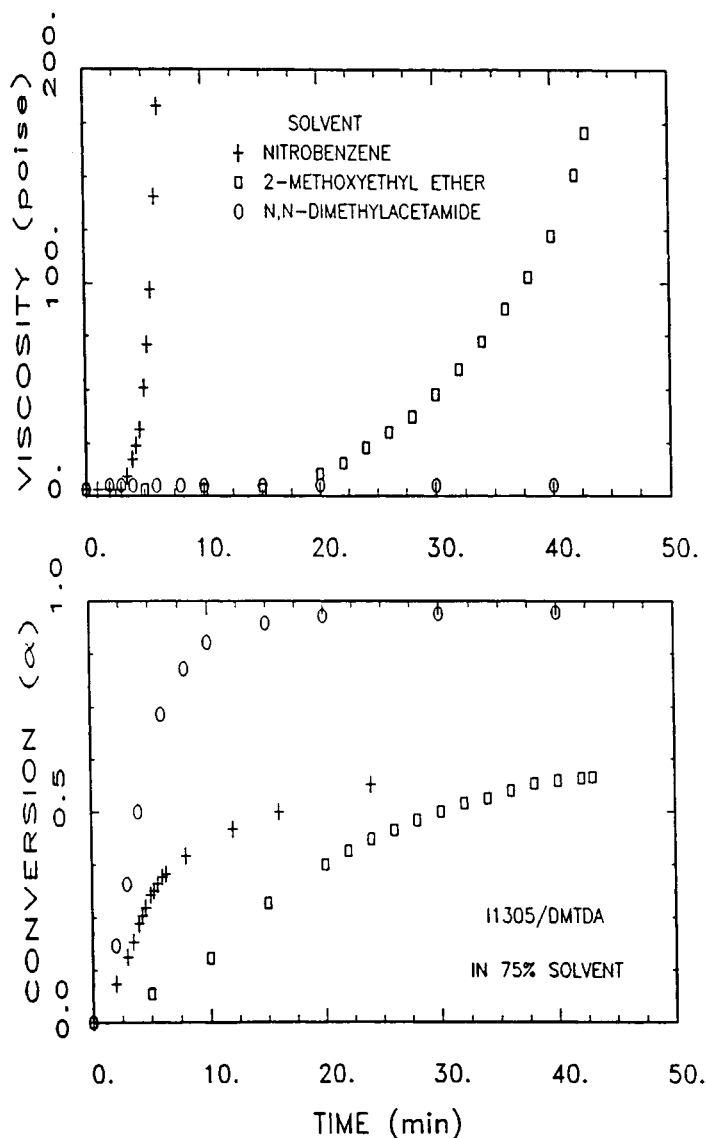 200.
100.
0.
VISCOSITY (poise)
SOLVENT
+ NITROBENZENE
▯ 2-METHOXYETHYL ETHER
O N,N-DIMETHYLACETAMIDE
0. 10. 20. 30. 40. 50.
1.0
0.5
0.0
CONVERSION (α)
I1305/DMTDA
IN 75% SOLVENT
0. 10. 20. 30. 40. 50.
TIME (min)